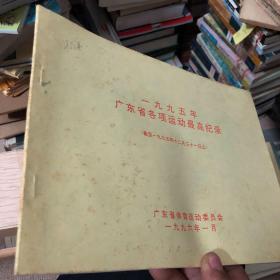 一九九五年
广东省各项运动最高纪录
(截至一九九五年十二月三十一日止)
广东省体育运动委员会
一九九六年一月